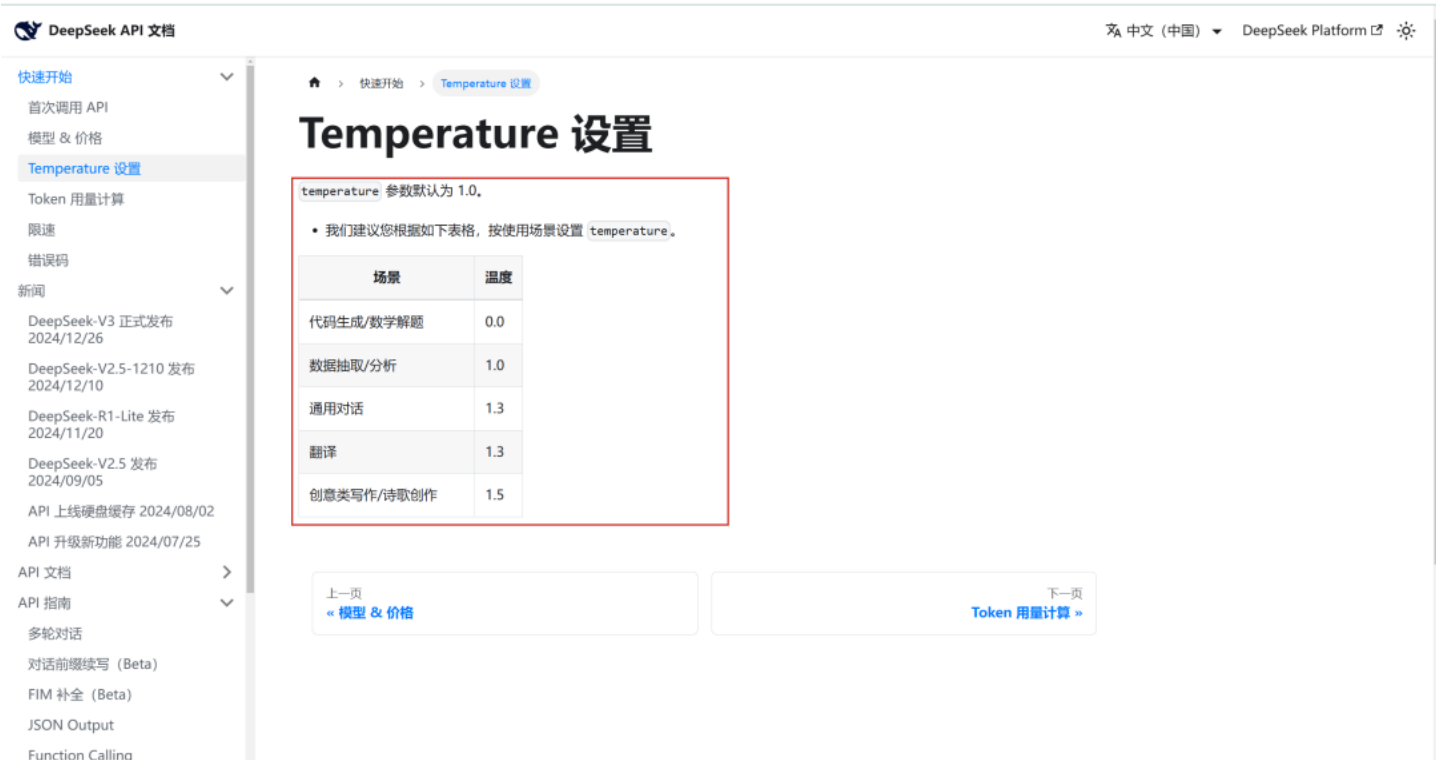 DeepSeek API 文档
中文（中国）
DeepSeek Platform
快速开始
首次调用 API
模型 & 价格
Temperature 设置
Token 用量计算
限速
错误码
新闻
DeepSeek-V3 正式发布
2024/12/26
DeepSeek-V2.5-1210 发布
2024/12/10
DeepSeek-R1-Lite 发布
2024/11/20
DeepSeek-V2.5 发布
2024/09/05
API 上线硬盘缓存 2024/08/02
API 升级新功能 2024/07/25
API 文档
API 指南
多轮对话
对话前缀续写（Beta）
FIM 补全（Beta）
JSON Output
Function Calling
快速开始 > Temperature 设置
Temperature 设置
temperature 参数默认为 1.0。
• 我们建议您根据如下表格，按使用场景设置 temperature。
场景 温度
代码生成/数学解题 0.0
数据抽取/分析 1.0
通用对话 1.3
翻译 1.3
创意类写作/诗歌创作 1.5
上一页
« 模型 & 价格
下一页
Token 用量计算 »